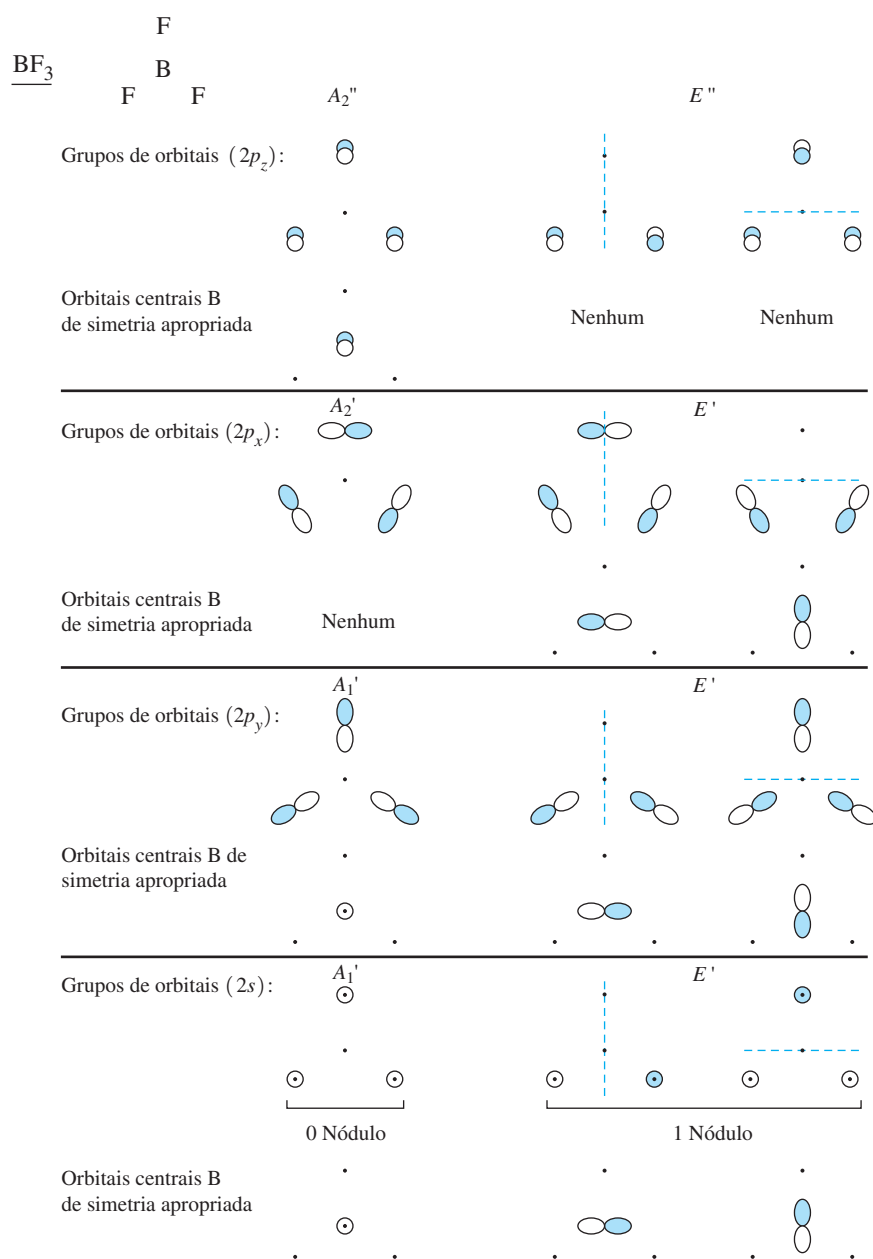 F
BF₃ B
F F
A₂" E"
Grupos de orbitais (2p_z):
Orbitais centrais B
de simetria apropriada
Nenhum Nenhum
A₂' E'
Grupos de orbitais (2pₓ):
Orbitais centrais B
de simetria apropriada
Nenhum
A₁' E'
Grupos de orbitais (2p_y):
Orbitais centrais B de
simetria apropriada
A₁' E'
Grupos de orbitais (2s):
0 Nódulo 1 Nódulo
Orbitais centrais B
de simetria apropriada